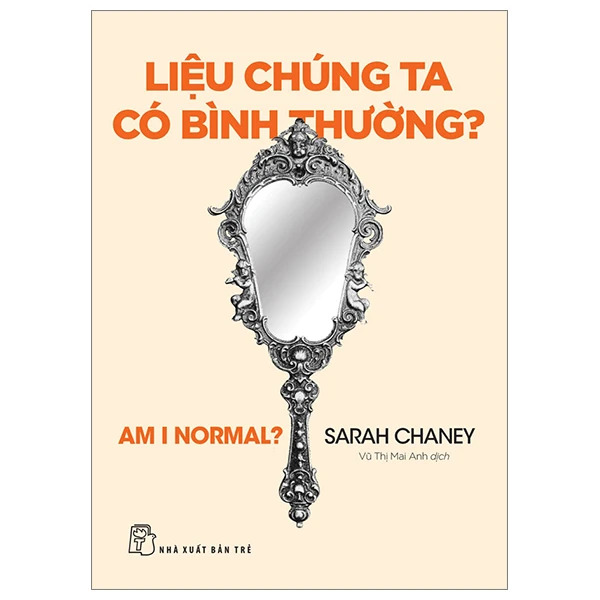 LIỆU CHÚNG TA
CÓ BÌNH THƯỜNG?
AM I NORMAL?
SARAH CHANEY
Vũ Thị Mai Anh dịch
NHÀ XUẤT BẢN TRẺ